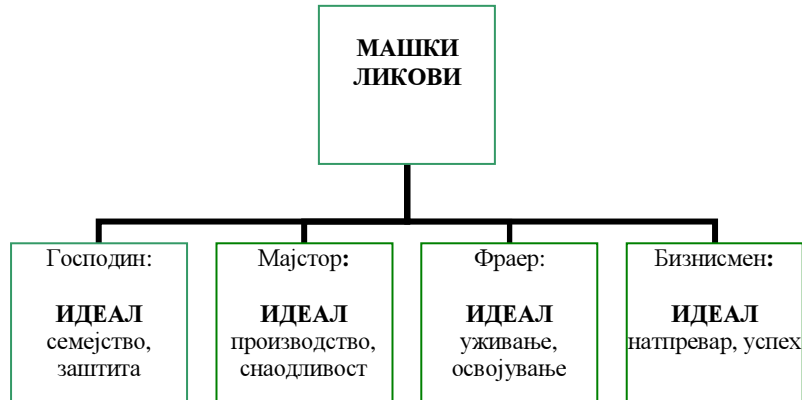 МАШКИ
ЛИКОВИ
Господин:
ИДЕАЛ
семејство,
заштита
Мајстор:
ИДЕАЛ
производство,
снаодливост
Фраер:
ИДЕАЛ
уживање,
освојување
Бизнисмен:
ИДЕАЛ
натпревар, успех